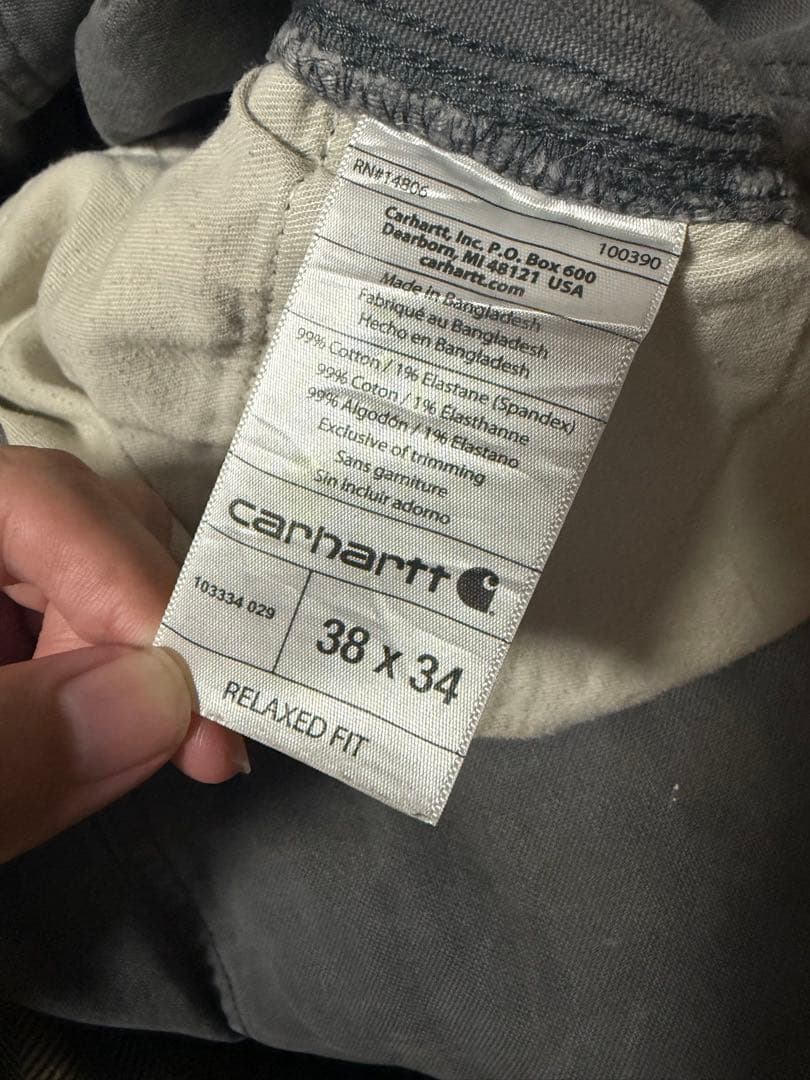 RN#14806
100390
Carhartt, Inc. P.O. Box 600
Dearborn, MI 48121 USA
carhartt.com
Made in Bangladesh
Fabriqué au Bangladesh
Hecho en Bangladesh
99% Cotton / 1% Elastane (Spandex)
99% Coton / 1% Élasthanne
99% Algodón / 1% Elastano
Exclusive of trimming
Sans garniture
Sin incluir adorno
carhartt
103334 029
38 x 34
RELAXED FIT